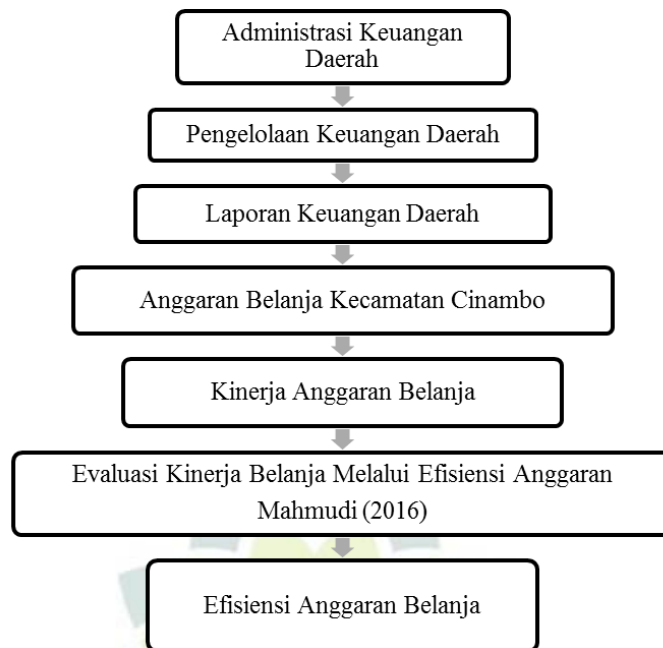 Administrasi Keuangan
Daerah
Pengelolaan Keuangan Daerah
Laporan Keuangan Daerah
Anggaran Belanja Kecamatan Cinambo
Kinerja Anggaran Belanja
Evaluasi Kinerja Belanja Melalui Efisiensi Anggaran
Mahmudi (2016)
Efisiensi Anggaran Belanja